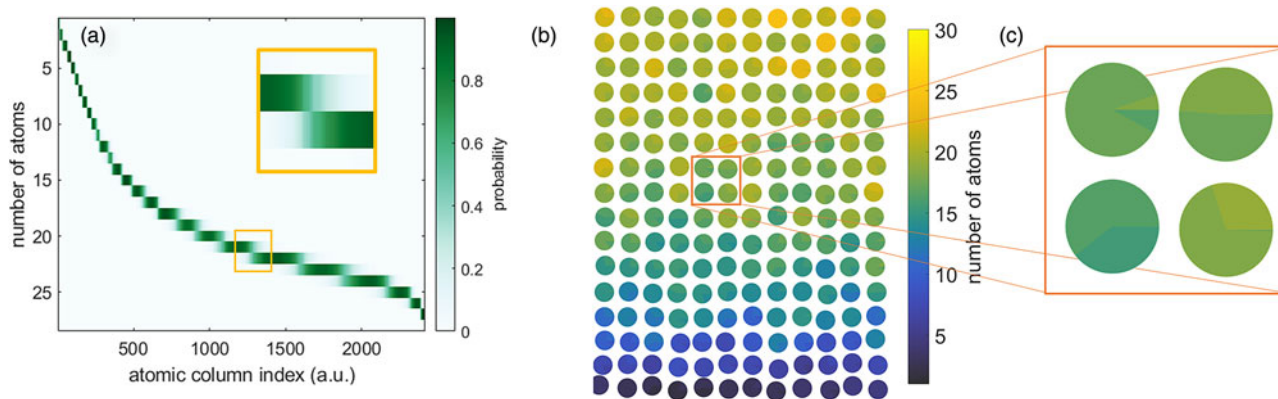 (a)
number of atoms
5
10
15
20
25
500
1000
1500
2000
atomic column index (a.u.)
0.8
0.6
0.4
0.2
0
probability
(b)
30
25
20
15
10
5
number of atoms
(c)